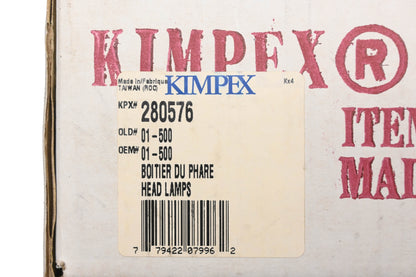 KIMPEX®
Made in/Fabriqué
TAIWAN (ROC)
KIMPEX
Kx4
KPX# 280576
OLD# 01-500
OEM# 01-500
BOITIER DU PHARE
HEAD LAMPS
7 79422 07996 2
ITEM
MAI